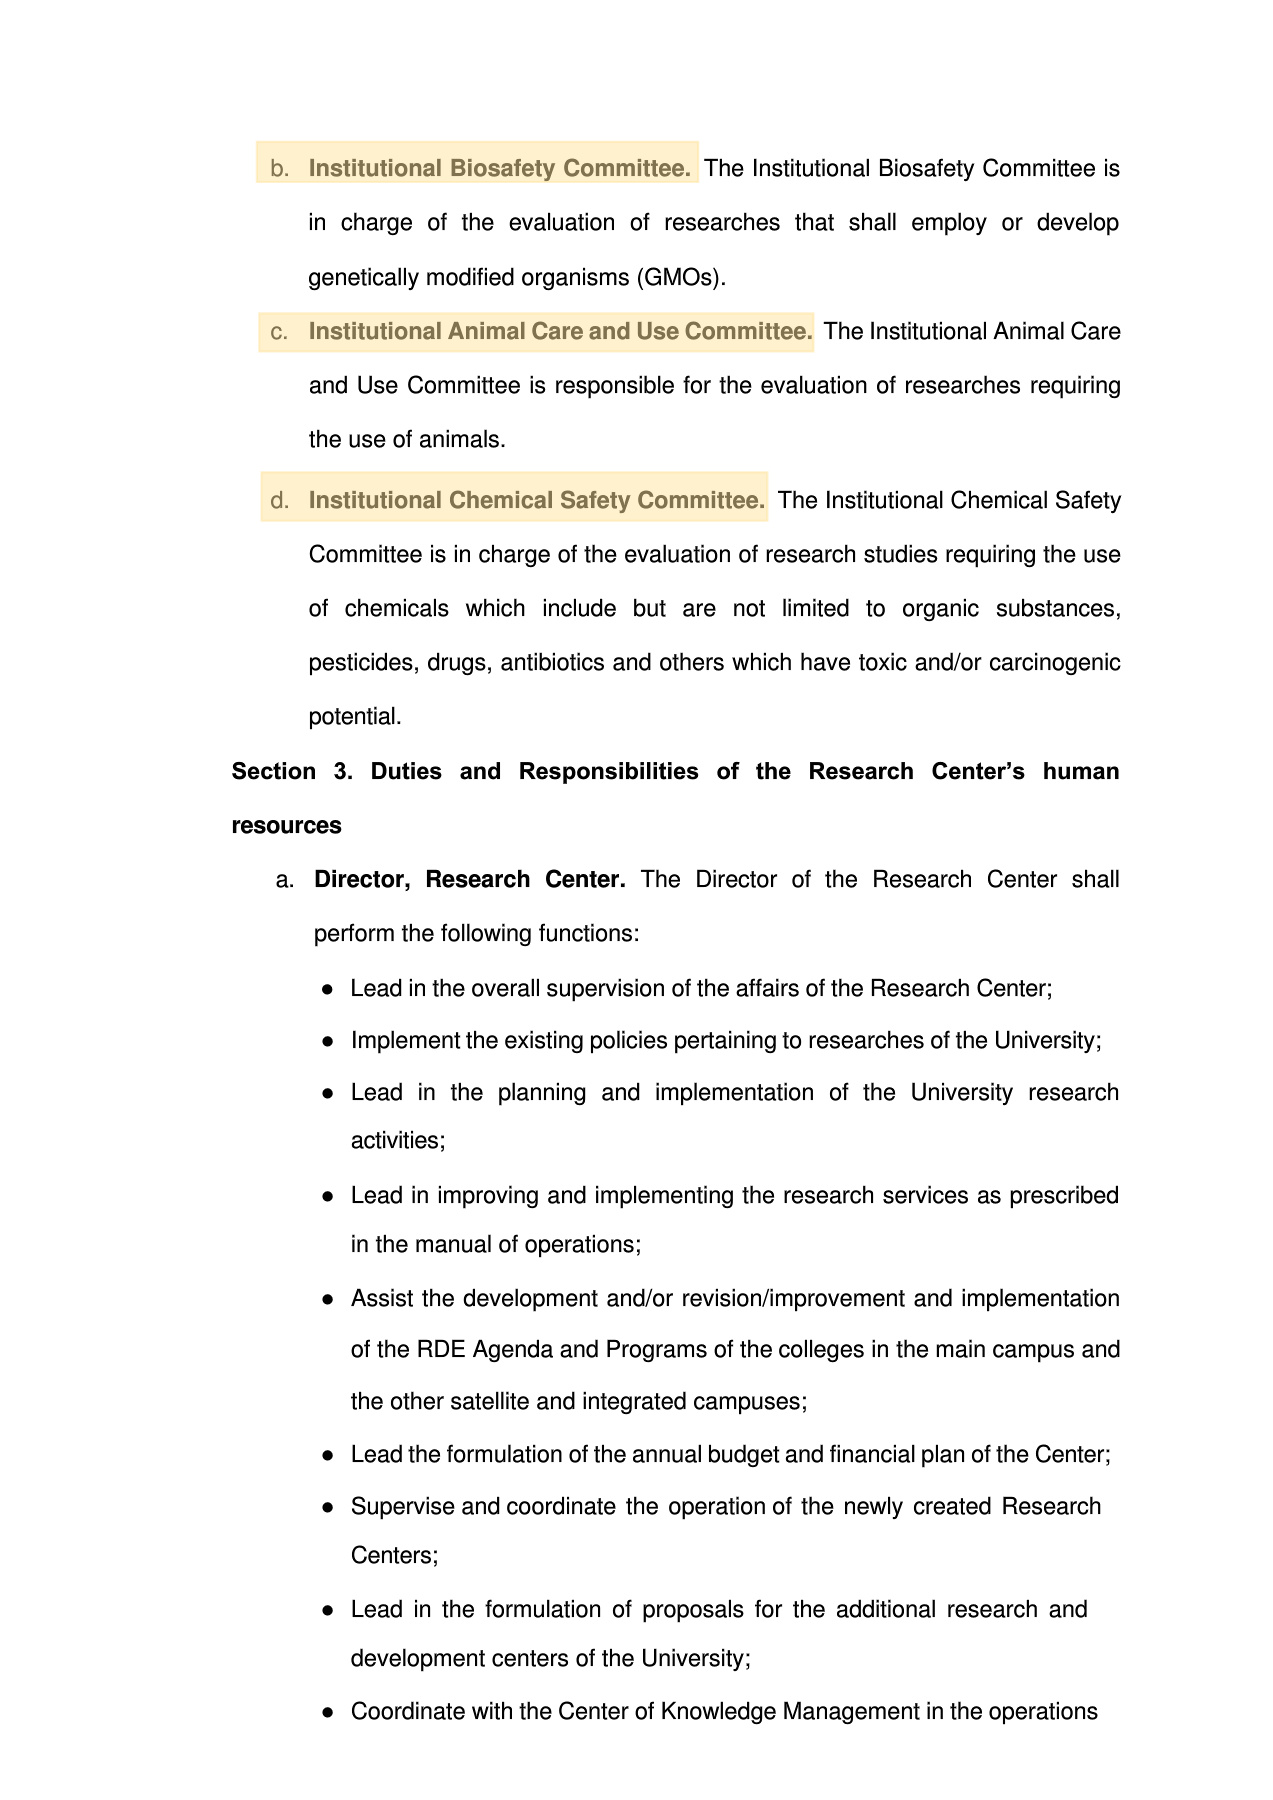 b. Institutional Biosafety Committee. The Institutional Biosafety Committee is
in charge of the evaluation of researches that shall employ or develop
genetically modified organisms (GMOs).
c. Institutional Animal Care and Use Committee. The Institutional Animal Care
and Use Committee is responsible for the evaluation of researches requiring
the use of animals.
d. Institutional Chemical Safety Committee. The Institutional Chemical Safety
Committee is in charge of the evaluation of research studies requiring the use
of chemicals which include but are not limited to organic substances,
pesticides, drugs, antibiotics and others which have toxic and/or carcinogenic
potential.
Section 3. Duties and Responsibilities of the Research Center’s human
resources
a. Director, Research Center. The Director of the Research Center shall
perform the following functions:
● Lead in the overall supervision of the affairs of the Research Center;
● Implement the existing policies pertaining to researches of the University;
● Lead in the planning and implementation of the University research
activities;
● Lead in improving and implementing the research services as prescribed
in the manual of operations;
● Assist the development and/or revision/improvement and implementation
of the RDE Agenda and Programs of the colleges in the main campus and
the other satellite and integrated campuses;
● Lead the formulation of the annual budget and financial plan of the Center;
● Supervise and coordinate the operation of the newly created Research
Centers;
● Lead in the formulation of proposals for the additional research and
development centers of the University;
● Coordinate with the Center of Knowledge Management in the operations